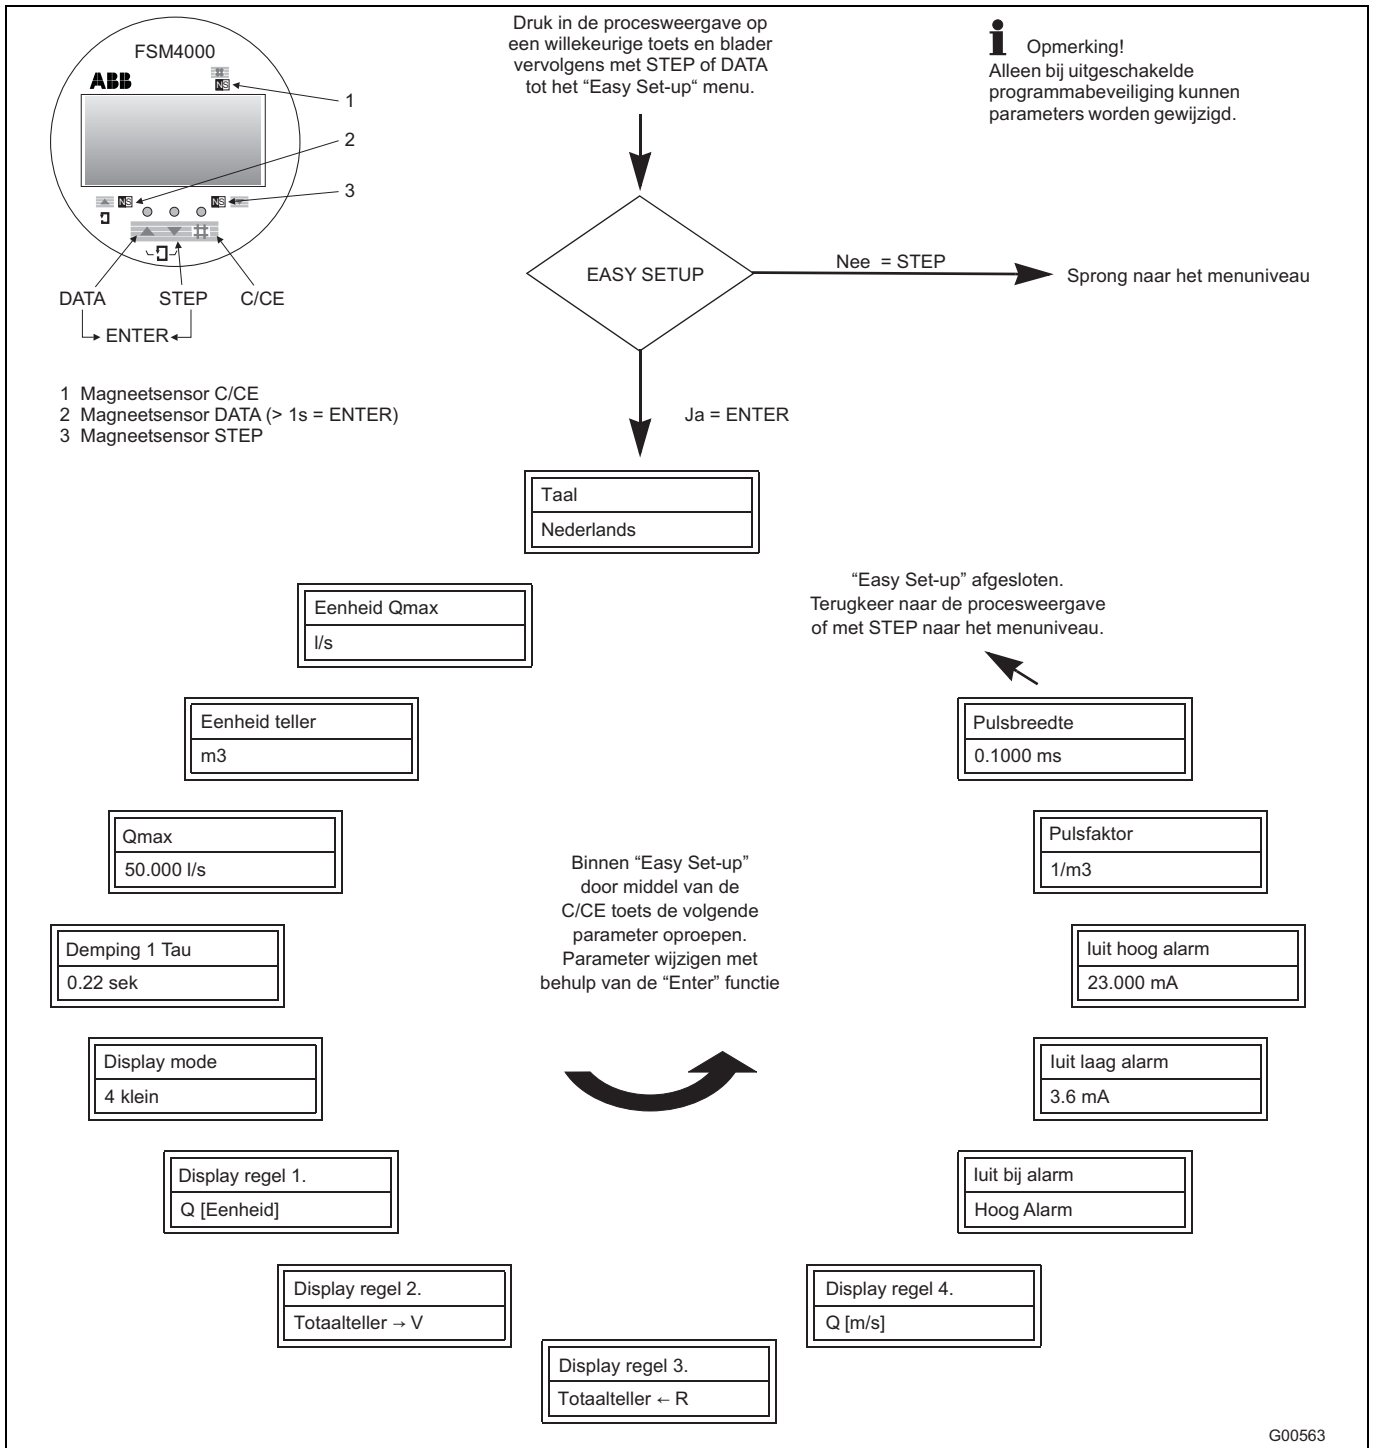 FSM4000
ABB
NS
1
2
3
NS
NS
DATA
STEP
C/CE
ENTER
1 Magneetsensor C/CE
2 Magneetsensor DATA (> 1s = ENTER)
3 Magneetsensor STEP
Druk in de procesweergave op
een willekeurige toets en blader
vervolgens met STEP of DATA
tot het “Easy Set-up“ menu.
i Opmerking!
Alleen bij uitgeschakelde
programmabeveiliging kunnen
parameters worden gewijzigd.
EASY SETUP
Nee = STEP
Sprong naar het menuniveau
Ja = ENTER
Taal
Nederlands
Eenheid Qmax
l/s
Eenheid teller
m3
Qmax
50.000 l/s
Demping 1 Tau
0.22 sek
Display mode
4 klein
Display regel 1.
Q [Eenheid]
Display regel 2.
Totaalteller → V
Display regel 3.
Totaalteller ← R
Display regel 4.
Q [m/s]
Iuit bij alarm
Hoog Alarm
Iuit laag alarm
3.6 mA
Iuit hoog alarm
23.000 mA
Pulsfaktor
1/m3
Pulsbreedte
0.1000 ms
“Easy Set-up” afgesloten.
Terugkeer naar de procesweergave
of met STEP naar het menuniveau.
Binnen “Easy Set-up”
door middel van de
C/CE toets de volgende
parameter oproepen.
Parameter wijzigen met
behulp van de “Enter” functie
G00563